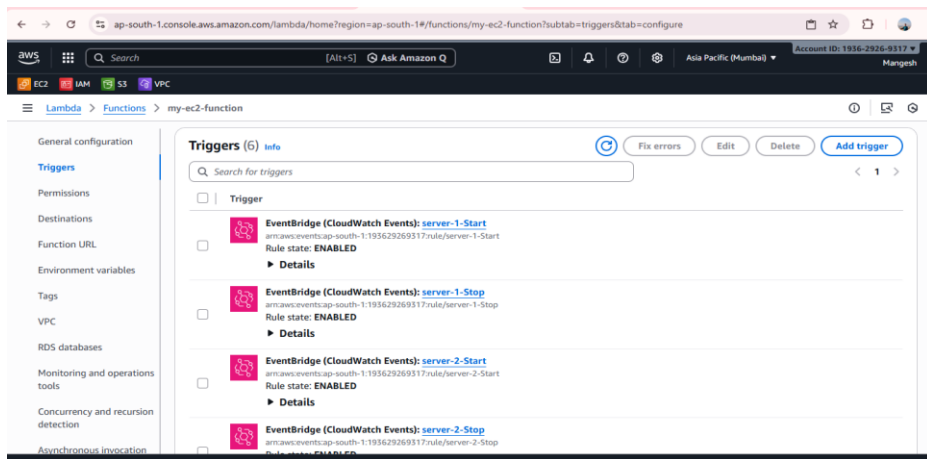 ap-south-1.console.aws.amazon.com/lambda/home?region=ap-south-1#/functions/my-ec2-function?subtab=triggers&tab=configure
aws Search [Alt+S] Ask Amazon Q Asia Pacific (Mumbai) Account ID: 1936-2926-9317
Mangesh
EC2 IAM S3 VPC
Lambda > Functions > my-ec2-function
General configuration
Triggers
Permissions
Destinations
Function URL
Environment variables
Tags
VPC
RDS databases
Monitoring and operations
tools
Concurrency and recursion
detection
Asynchronous invocation
Triggers (6) Info
Fix errors Edit Delete Add trigger
Search for triggers
< 1 >
Trigger
EventBridge (CloudWatch Events): server-1-Start
arn:aws:events:ap-south-1:193629269317:rule/server-1-Start
Rule state: ENABLED
Details
EventBridge (CloudWatch Events): server-1-Stop
arn:aws:events:ap-south-1:193629269317:rule/server-1-Stop
Rule state: ENABLED
Details
EventBridge (CloudWatch Events): server-2-Start
arn:aws:events:ap-south-1:193629269317:rule/server-2-Start
Rule state: ENABLED
Details
EventBridge (CloudWatch Events): server-2-Stop
arn:aws:events:ap-south-1:193629269317:rule/server-2-Stop
Rule state: ENABLED